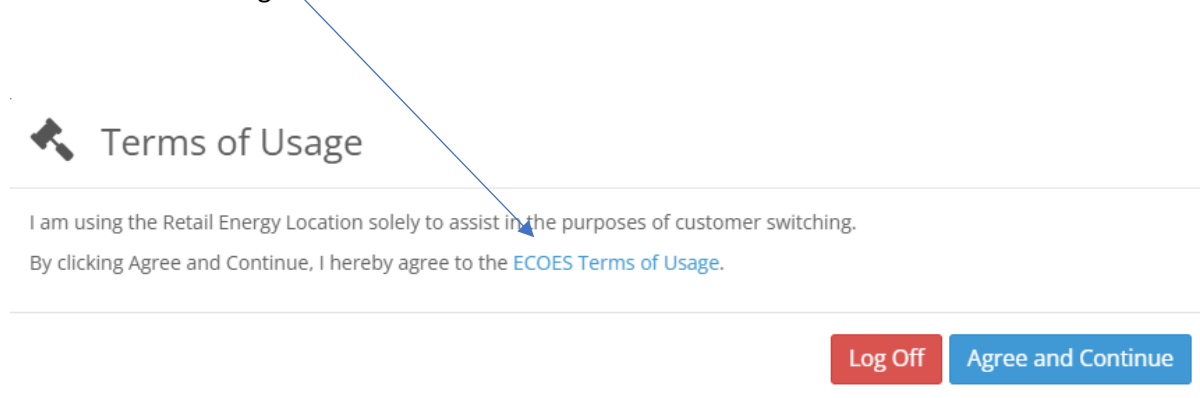 Terms of Usage
I am using the Retail Energy Location solely to assist in the purposes of customer switching.
By clicking Agree and Continue, I hereby agree to the ECOES Terms of Usage.
Log Off
Agree and Continue